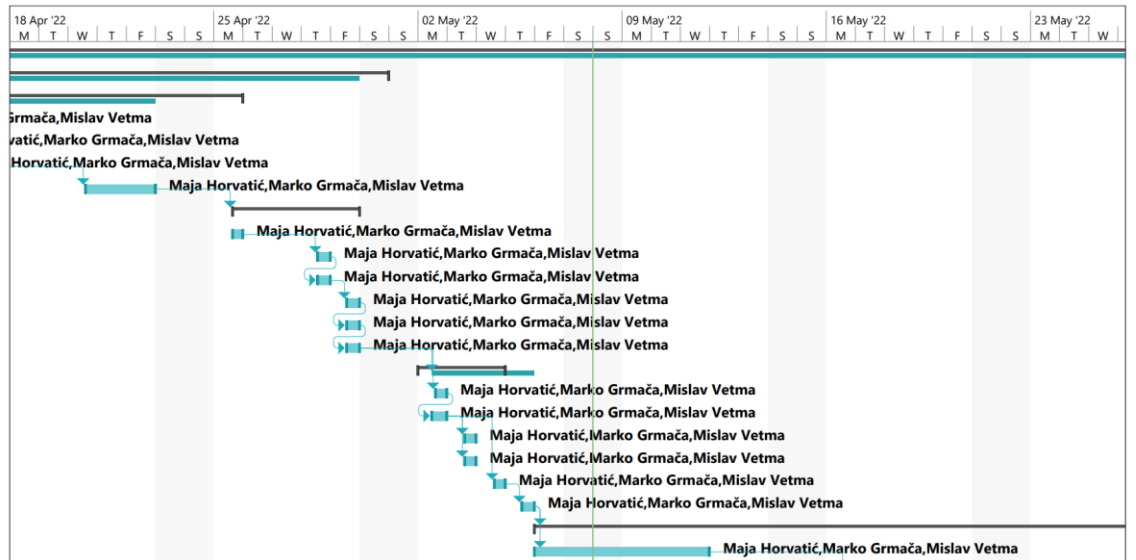 18 Apr '22 25 Apr '22 02 May '22 09 May '22 16 May '22 23 May '22
M T W T F S S M T W T F S S M T W T F S S M T W T F S S M T W T F S S M T W
Grmača,Mislav Vetma
vatić,Marko Grmača,Mislav Vetma
Horvatić,Marko Grmača,Mislav Vetma
Maja Horvatić,Marko Grmača,Mislav Vetma
Maja Horvatić,Marko Grmača,Mislav Vetma
Maja Horvatić,Marko Grmača,Mislav Vetma
Maja Horvatić,Marko Grmača,Mislav Vetma
Maja Horvatić,Marko Grmača,Mislav Vetma
Maja Horvatić,Marko Grmača,Mislav Vetma
Maja Horvatić,Marko Grmača,Mislav Vetma
Maja Horvatić,Marko Grmača,Mislav Vetma
Maja Horvatić,Marko Grmača,Mislav Vetma
Maja Horvatić,Marko Grmača,Mislav Vetma
Maja Horvatić,Marko Grmača,Mislav Vetma
Maja Horvatić,Marko Grmača,Mislav Vetma
Maja Horvatić,Marko Grmača,Mislav Vetma
Maja Horvatić,Marko Grmača,Mislav Vetma